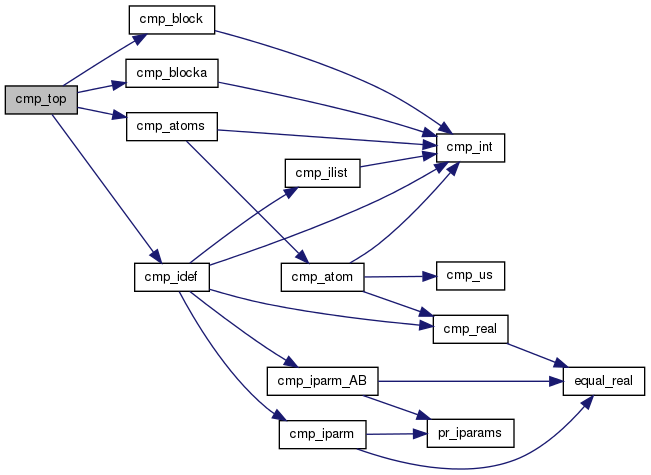 cmp_block
cmp_blocka
cmp_top
cmp_atoms
cmp_int
cmp_ilist
cmp_idef
cmp_atom
cmp_us
cmp_real
cmp_iparm_AB
equal_real
cmp_iparm
pr_iparams